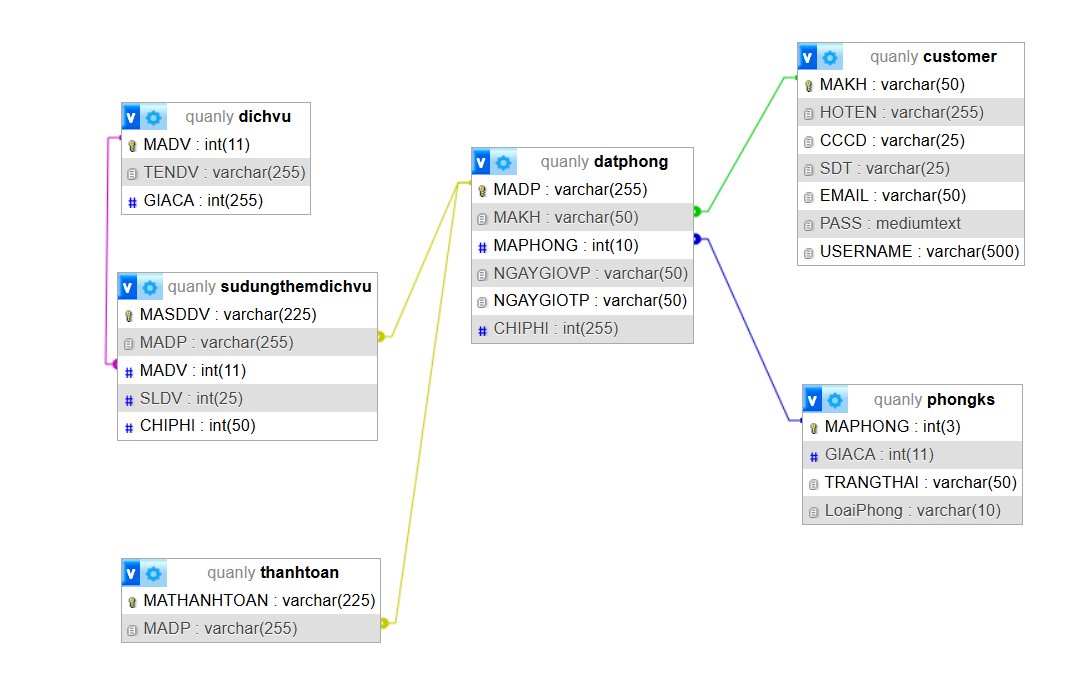 quanly dichvu
MADV : int(11)
TENDV : varchar(255)
GIACA : int(255)
quanly sudungthemdichvu
MASDDV : varchar(225)
MADP : varchar(255)
MADV : int(11)
SLDV : int(25)
CHIPHI : int(50)
quanly thanhtoan
MATHANHTOAN : varchar(225)
MADP : varchar(255)
quanly datphong
MADP : varchar(255)
MAKH : varchar(50)
MAPHONG : int(10)
NGAYGIOVP : varchar(50)
NGAYGIOTP : varchar(50)
CHIPHI : int(255)
quanly customer
MAKH : varchar(50)
HOTEN : varchar(255)
CCCD : varchar(25)
SDT : varchar(25)
EMAIL : varchar(50)
PASS : mediumtext
USERNAME : varchar(500)
quanly phongks
MAPHONG : int(3)
GIACA : int(11)
TRANGTHAI : varchar(50)
LoaiPhong : varchar(10)